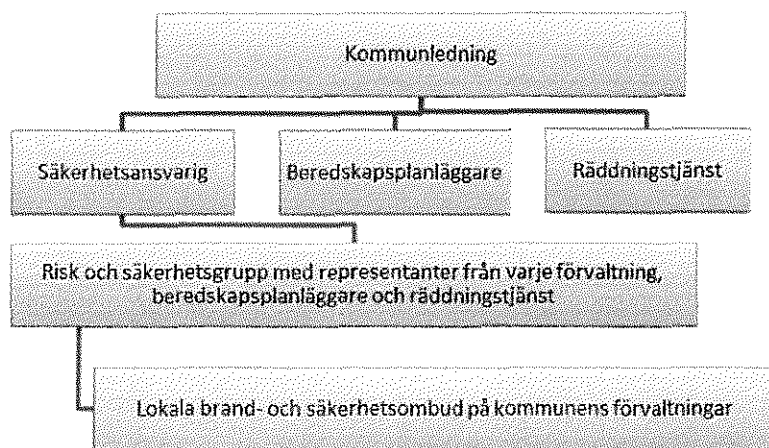 Kommunledning
Säkerhetsansvarig
Beredskapsplanläggare
Räddningstjänst
Risk och säkerhetsgrupp med representanter från varje förvaltning,
beredskapsplanläggare och räddningstjänst
Lokala brand- och säkerhetsombud på kommunens förvaltningar